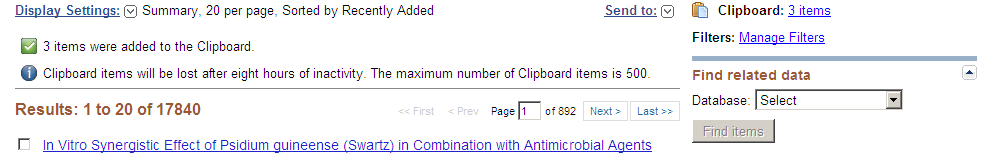 Display Settings: Summary, 20 per page, Sorted by Recently Added
Send to:
3 items were added to the Clipboard.
Clipboard items will be lost after eight hours of inactivity. The maximum number of Clipboard items is 500.
Results: 1 to 20 of 17840
<< First < Prev Page 1 of 892 Next > Last >>
In Vitro Synergistic Effect of Psidium guineense (Swartz) in Combination with Antimicrobial Agents
Clipboard: 3 items
Filters: Manage Filters
Find related data
Database: Select
Find items